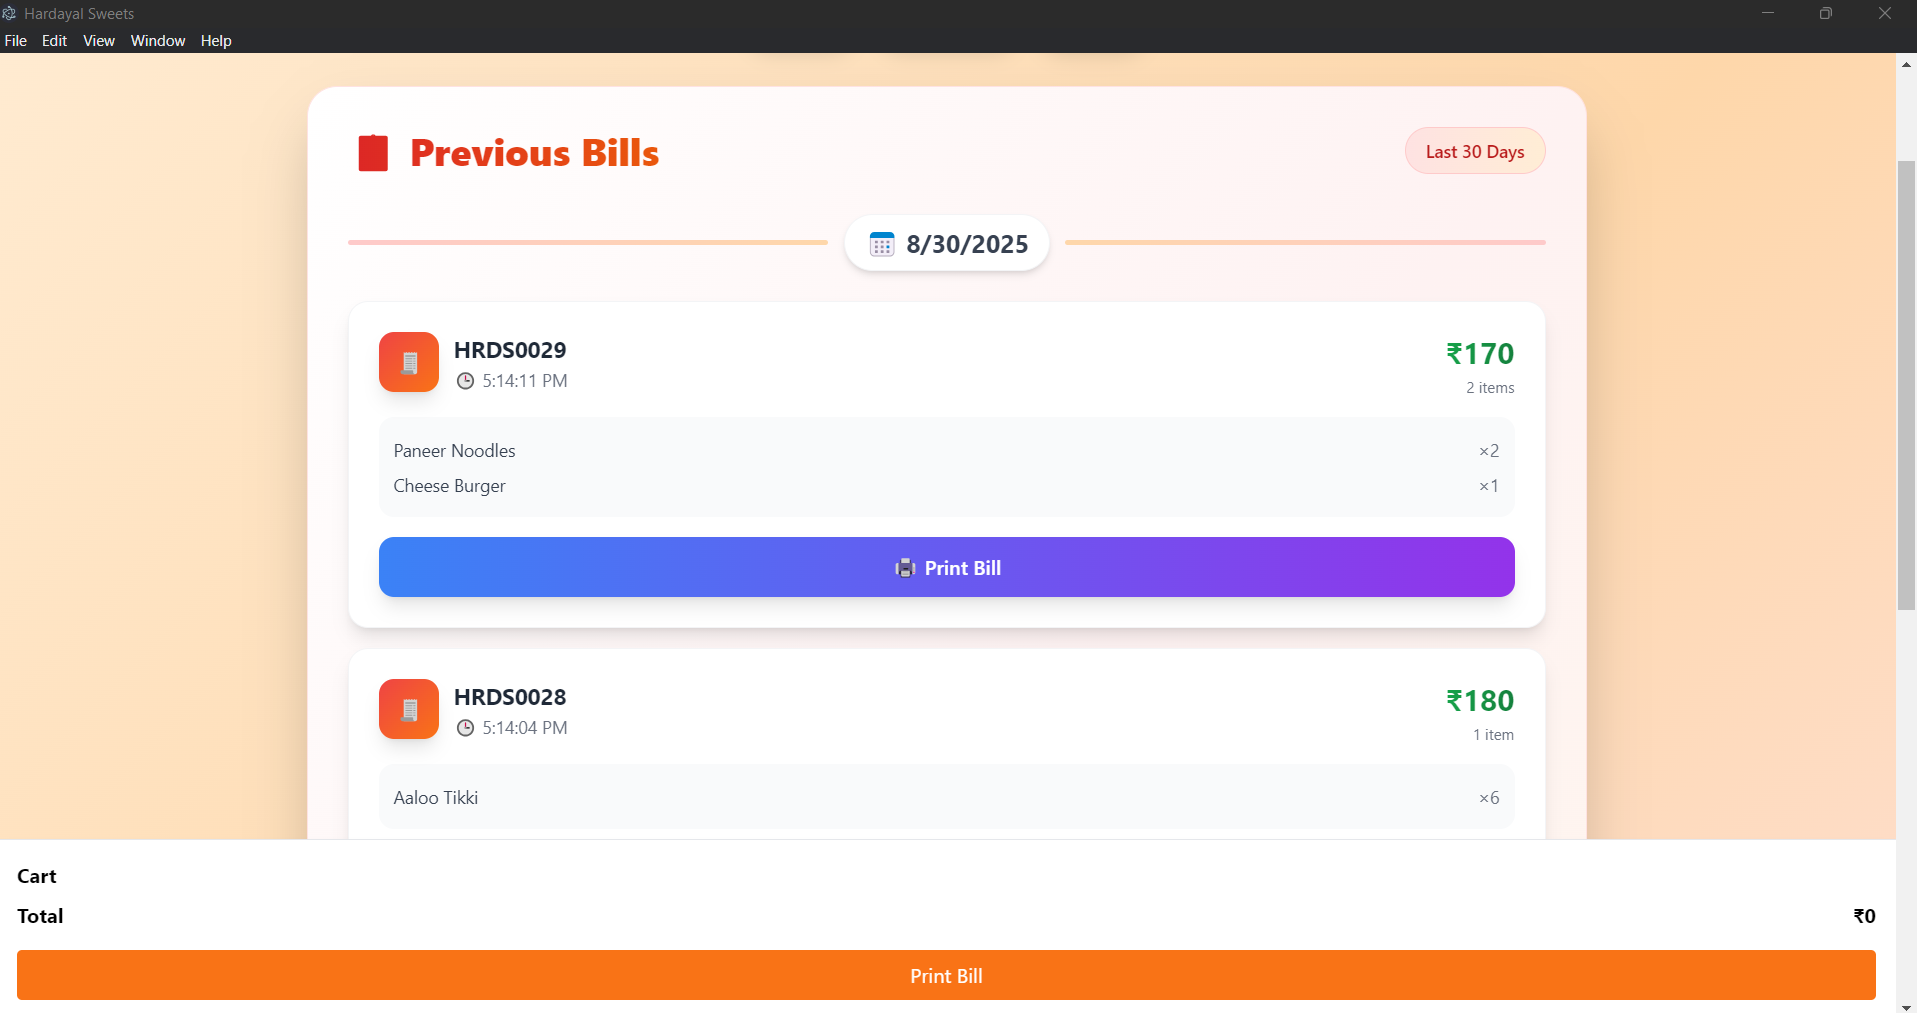 Hardayal Sweets
File Edit View Window Help
Previous Bills
Last 30 Days
8/30/2025
HRDS0029
₹170
5:14:11 PM
2 items
Paneer Noodles ×2
Cheese Burger ×1
Print Bill
HRDS0028
₹180
5:14:04 PM
1 item
Aaloo Tikki ×6
Cart
Total ₹0
Print Bill